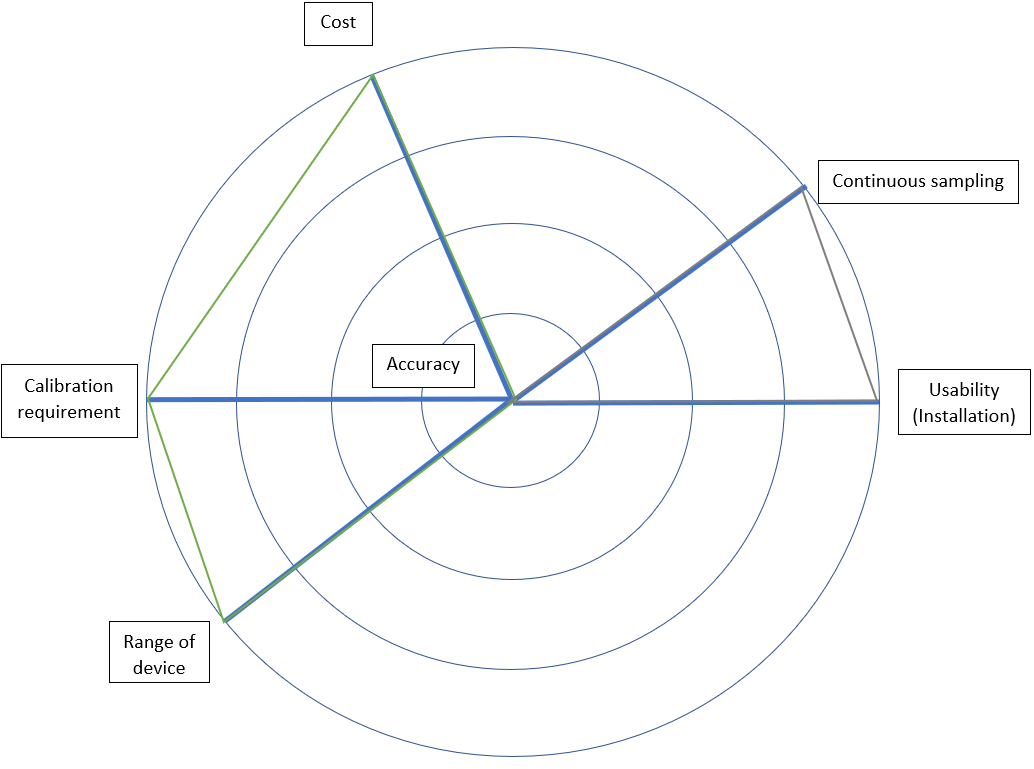 Cost
Continuous sampling
Accuracy
Calibration
requirement
Usability
(Installation)
Range of
device